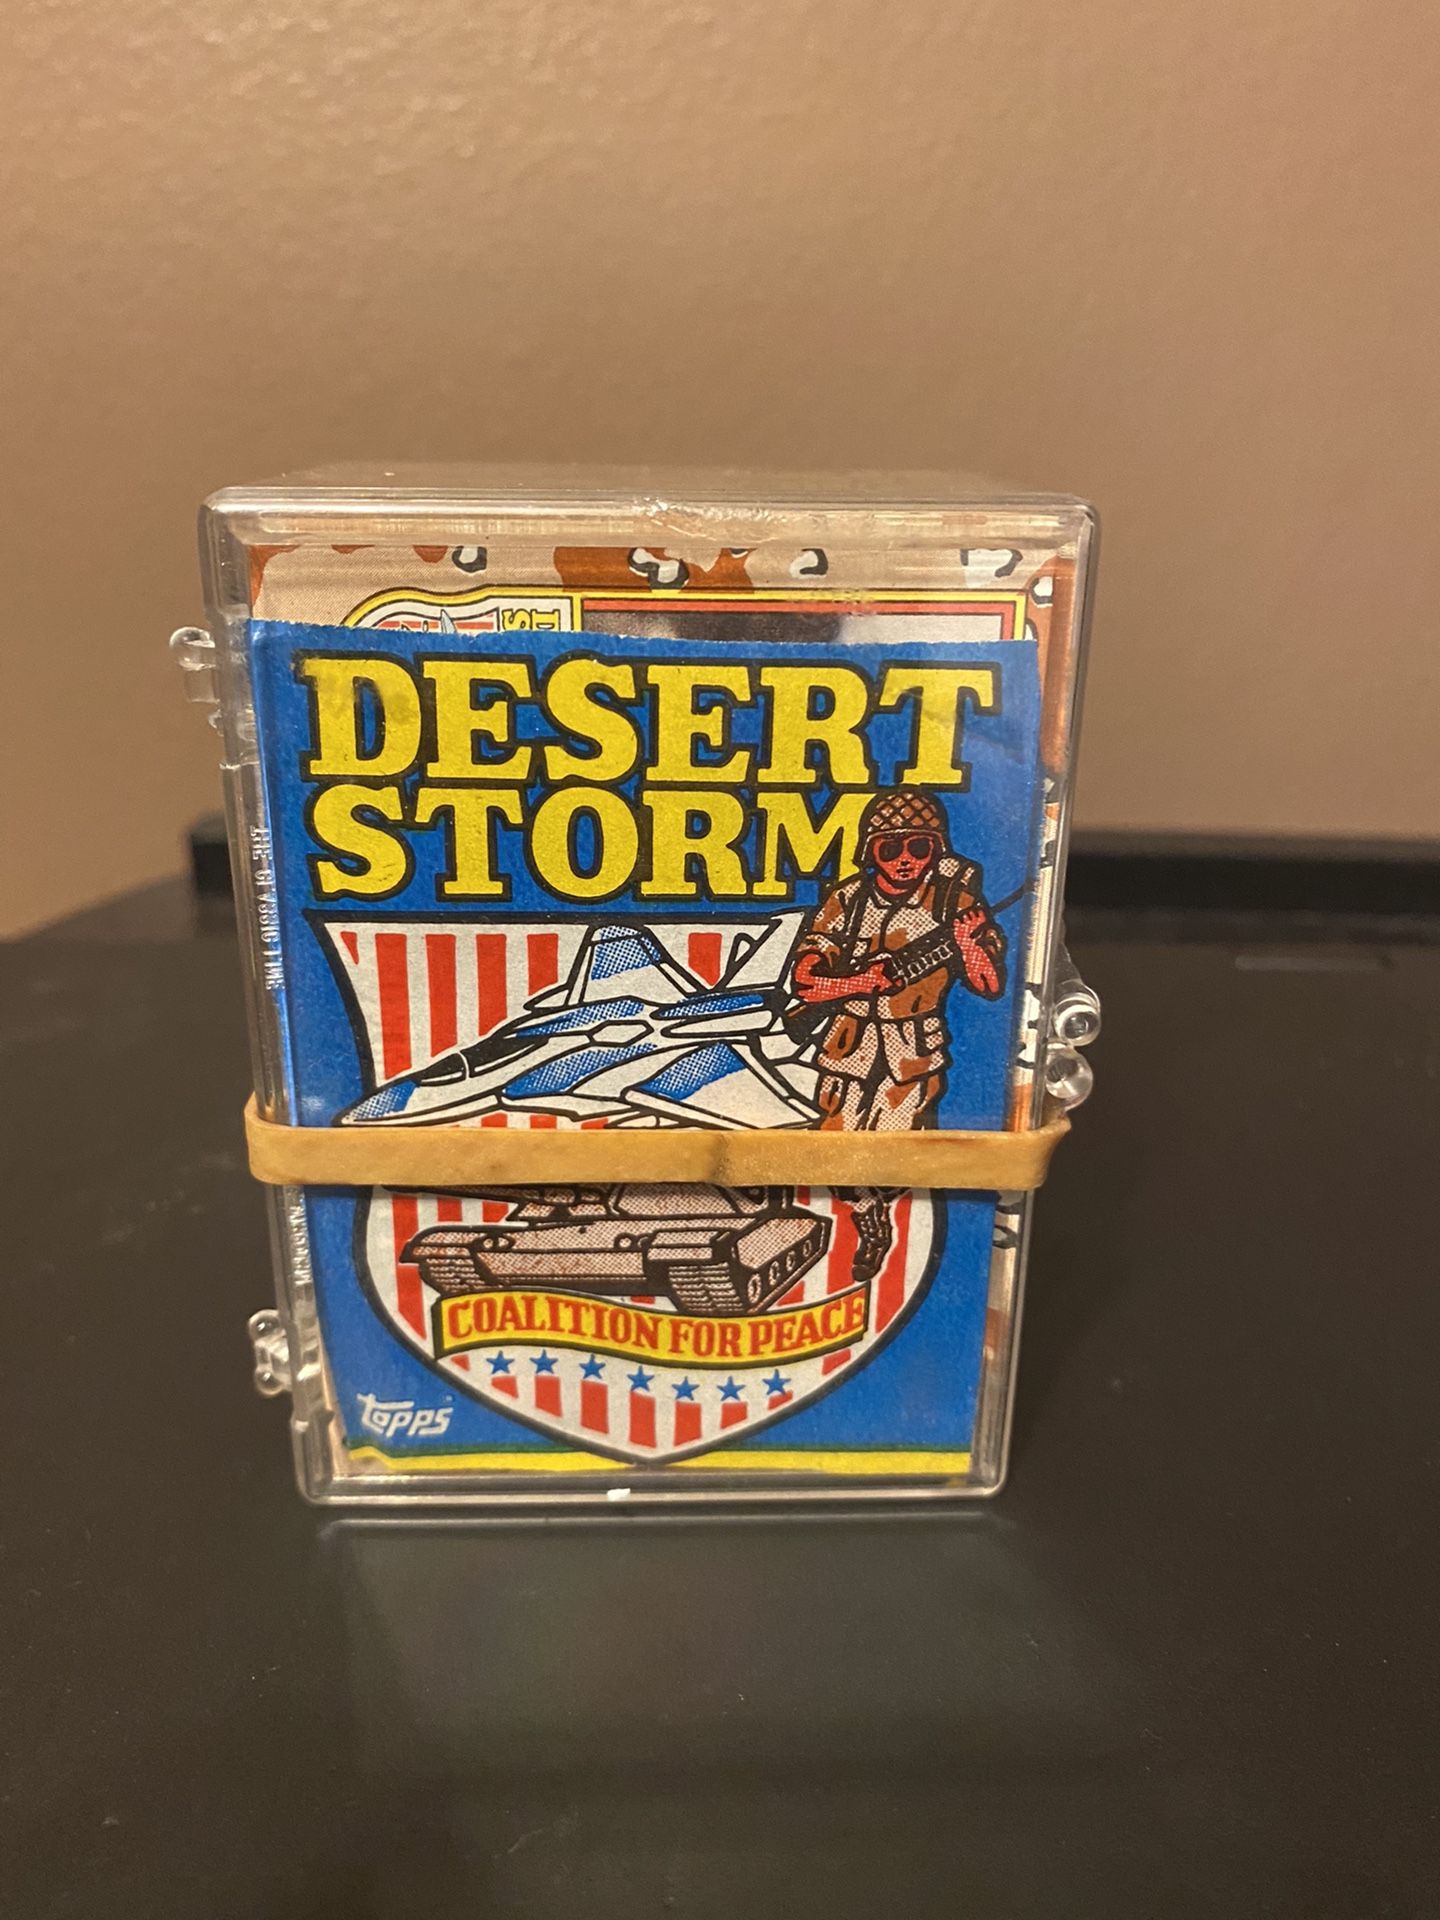 DESERT
STORM
COALITION FOR PEACE
Topps